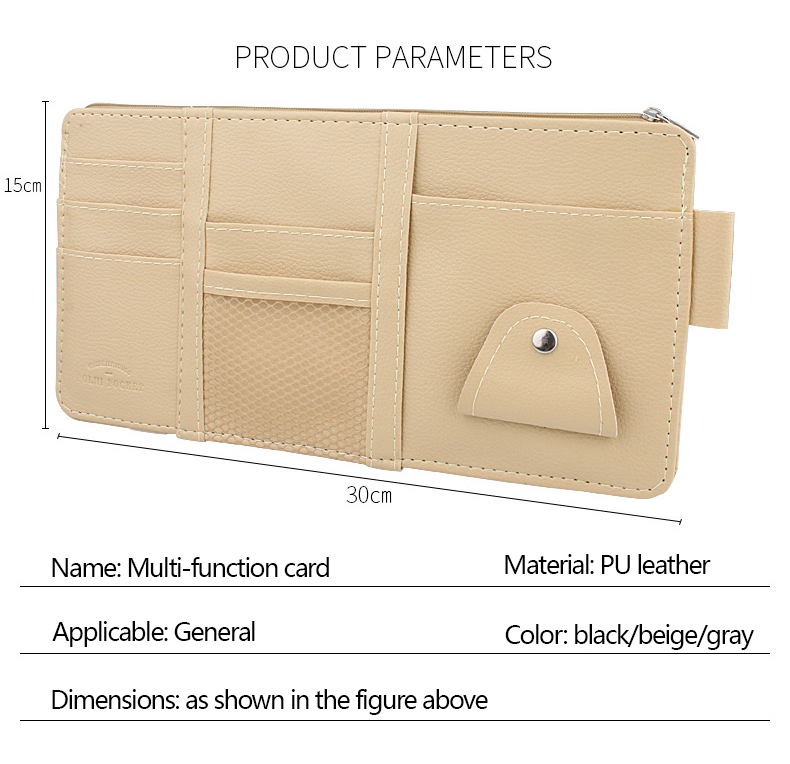 PRODUCT PARAMETERS
15cm
30cm
Name: Multi-function card
Material: PU leather
Applicable: General
Color: black/beige/gray
Dimensions: as shown in the figure above